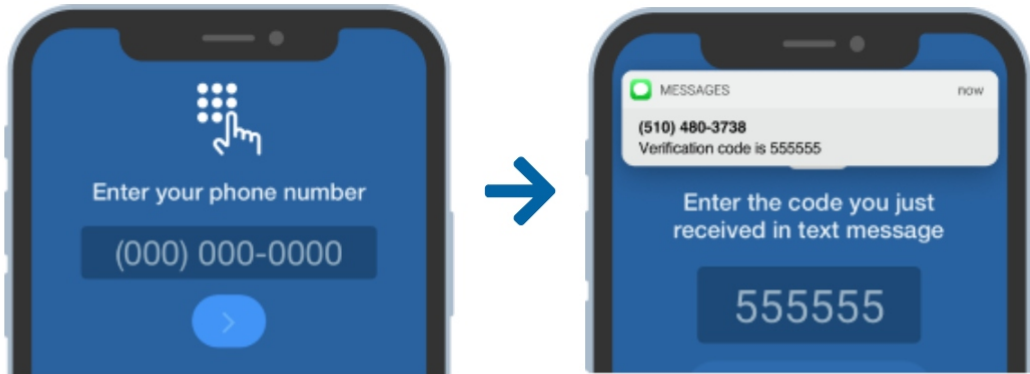 Enter your phone number
(000) 000-0000
MESSAGES
now
(510) 480-3738
Verification code is 555555
Enter the code you just
received in text message
555555